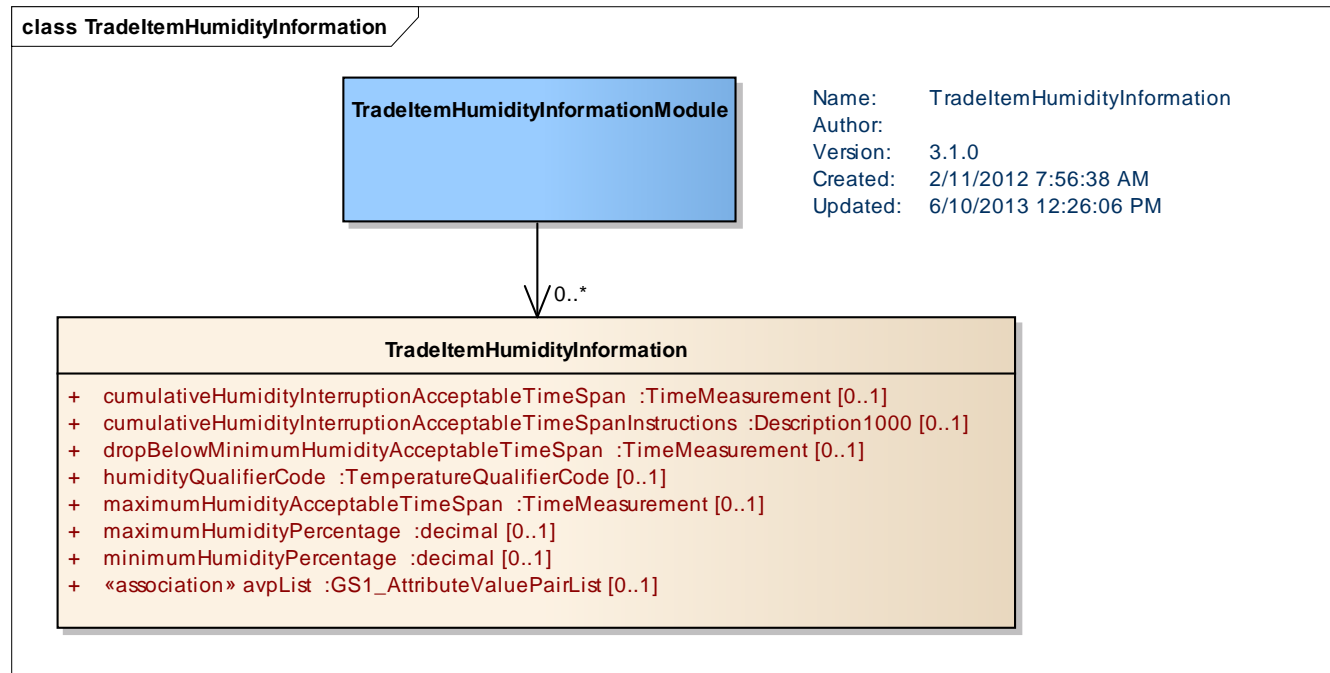 class TradeItemHumidityInformation
TradeItemHumidityInformationModule
Name: TradeItemHumidityInformation
Author:
Version: 3.1.0
Created: 2/11/2012 7:56:38 AM
Updated: 6/10/2013 12:26:06 PM
0..*
TradeItemHumidityInformation
+ cumulativeHumidityInterruptionAcceptableTimeSpan :TimeMeasurement [0..1]
+ cumulativeHumidityInterruptionAcceptableTimeSpanInstructions :Description1000 [0..1]
+ dropBelowMinimumHumidityAcceptableTimeSpan :TimeMeasurement [0..1]
+ humidityQualifierCode :TemperatureQualifierCode [0..1]
+ maximumHumidityAcceptableTimeSpan :TimeMeasurement [0..1]
+ maximumHumidityPercentage :decimal [0..1]
+ minimumHumidityPercentage :decimal [0..1]
+ «association» avpList :GS1_AttributeValuePairList [0..1]